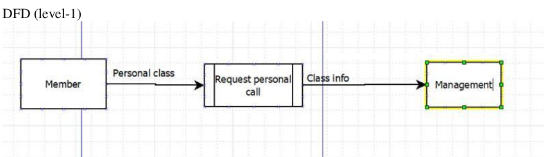 DFD (level-1)
Member
Personal class
Request personal
call
Class info
Management